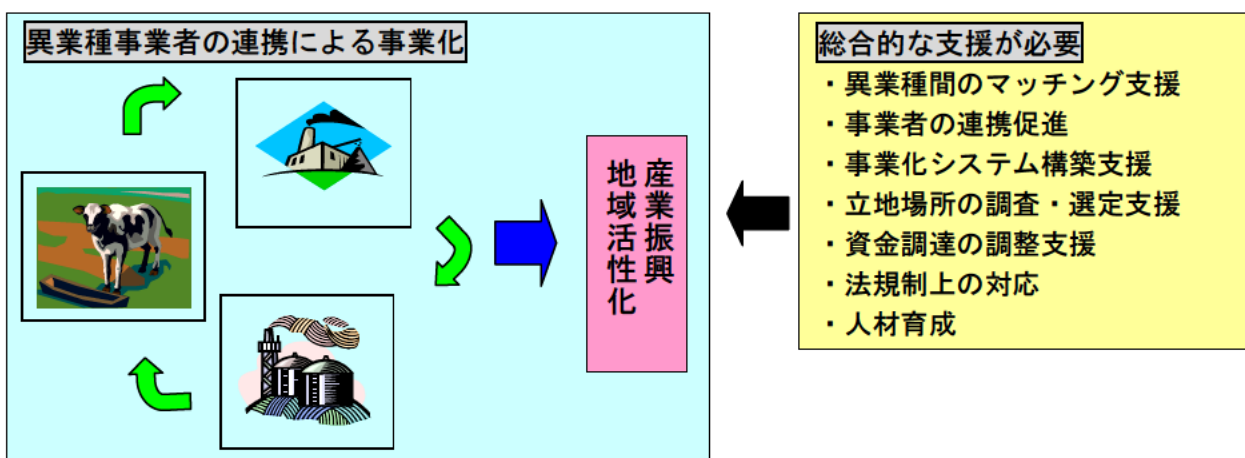 異業種事業者の連携による事業化
産業振興
地域活性化
総合的な支援が必要
・異業種間のマッチング支援
・事業者の連携促進
・事業化システム構築支援
・立地場所の調査・選定支援
・資金調達の調整支援
・法規制上の対応
・人材育成